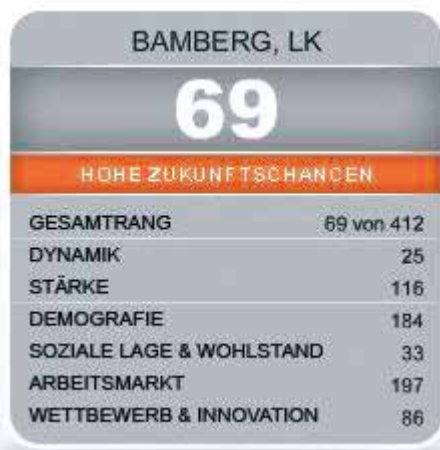 BAMBERG, LK
69
HOHE ZUKUNFTSCHANCEN
GESAMTRANG 69 von 412
DYNAMIK 25
STÄRKE 116
DEMOGRAFIE 184
SOZIALE LAGE & WOHLSTAND 33
ARBEITSMARKT 197
WETTBEWERB & INNOVATION 86